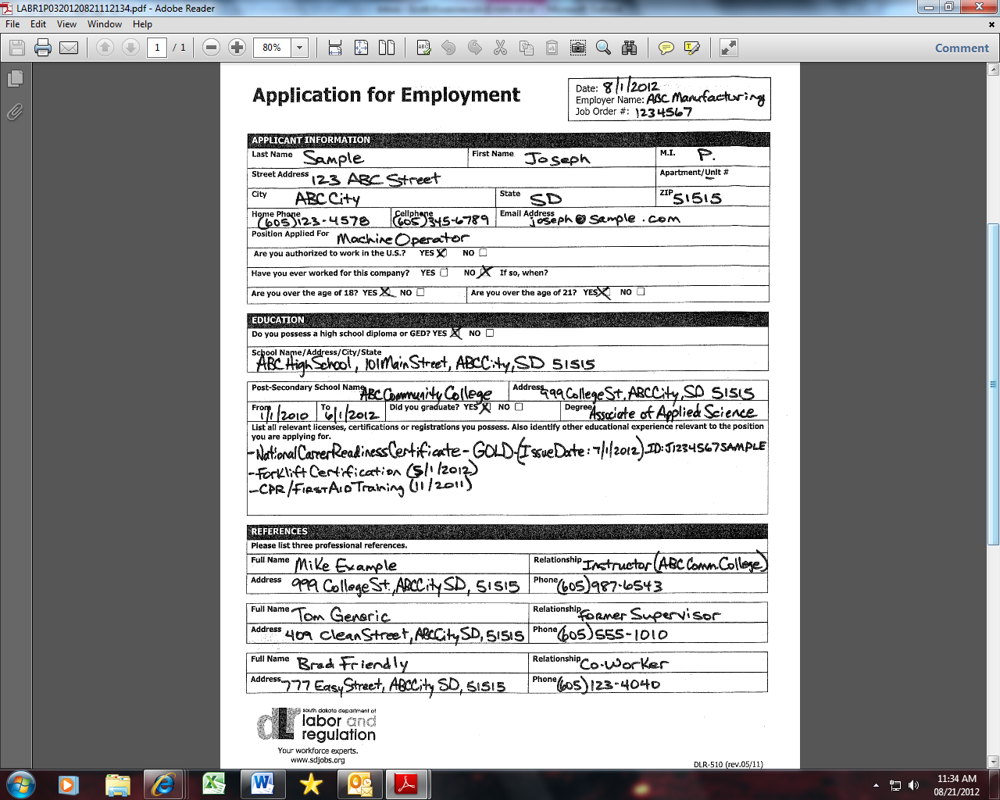 LABR1P0320120821112134.pdf - Adobe Reader
File Edit View Window Help
1 / 1 80% Comment
Application for Employment
Date: 8/1/2012
Employer Name: ABC Manufacturing
Job Order #: 1234567
APPLICANT INFORMATION
Last Name Sample First Name Joseph M.I. P.
Street Address 123 ABC Street Apartment/Unit #
City ABC City State SD ZIP 51515
Home Phone (605)123-4578 Cellphone (605)345-6789 Email Address joseph@sample.com
Position Applied For Machine Operator
Are you authorized to work in the U.S.? YES NO
Have you ever worked for this company? YES NO If so, when?
Are you over the age of 18? YES NO Are you over the age of 21? YES NO
EDUCATION
Do you possess a high school diploma or GED? YES NO
School Name/Address/City/State
ABC High School, 101 Main Street, ABC City, SD 51515
Post-Secondary School Name ABC Community College Address 999 College St, ABC City, SD 51515
From 1/1/2010 To 6/1/2012 Did you graduate? YES NO Degree Associate of Applied Science
List all relevant licenses, certifications or registrations you possess. Also identify other educational experience relevant to the position
you are applying for.
- National Career Readiness Certificate - GOLD - (Issue Date: 7/1/2012) ID: J1234567SAMPLE
- Forklift Certification (5/1/2012)
- CPR/FIRST AID Training (11/2011)
REFERENCES
Please list three professional references.
Full Name Mike Example Relationship Instructor (ABC Comm. College)
Address 999 College St. ABC City SD, 51515 Phone (605)987-6543
Full Name Tom Generic Relationship Former Supervisor
Address 409 Clean Street, ABC City SD, 51515 Phone (605)555-1010
Full Name Brad Friendly Relationship Co-Worker
Address 777 Easy Street, ABC City SD, 51515 Phone (605)123-4040
dlr south dakota department of
labor and
regulation
Your workforce experts.
www.sdjobs.org
DLR-510 (rev.05/11)
11:34 AM
08/21/2012